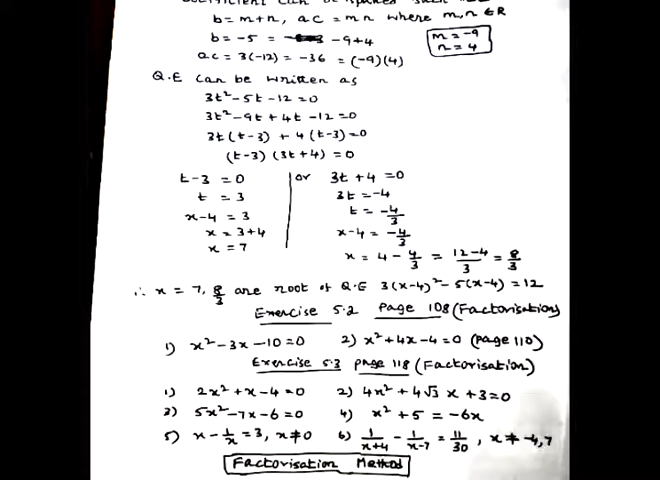 b = m+n, ac = mn where m,n ∈ R
b = -5 = -9+4
m = -9
n = 4
ac = 3(-12) = -36 = (-9)(4)
Q.E can be written as
3t² - 5t - 12 = 0
3t² - 9t + 4t - 12 = 0
3t(t-3) + 4(t-3) = 0
(t-3)(3t+4) = 0
t-3 = 0 or 3t+4 = 0
t = 3 3t = -4
x-4 = 3 t = -4/3
x = 3+4 x-4 = -4/3
x = 7 x = 4 - 4/3 = 12-4/3 = 8/3
∴ x = 7, 8/3 are root of Q.E 3(x-4)² - 5(x-4) = 12
Exercise 5.2 Page 108 (Factorisation)
1) x² - 3x - 10 = 0 2) x² + 4x - 4 = 0 (page 110)
Exercise 5.3 page 118 (Factorisation)
1) 2x² + x - 4 = 0 2) 4x² + 4√3 x + 3 = 0
3) 5x² - 7x - 6 = 0 4) x² + 5 = -6x
5) x - 1/x = 3, x ≠ 0 6) 1/x+4 - 1/x-7 = 11/30, x ≠ -4, 7
Factorisation Method